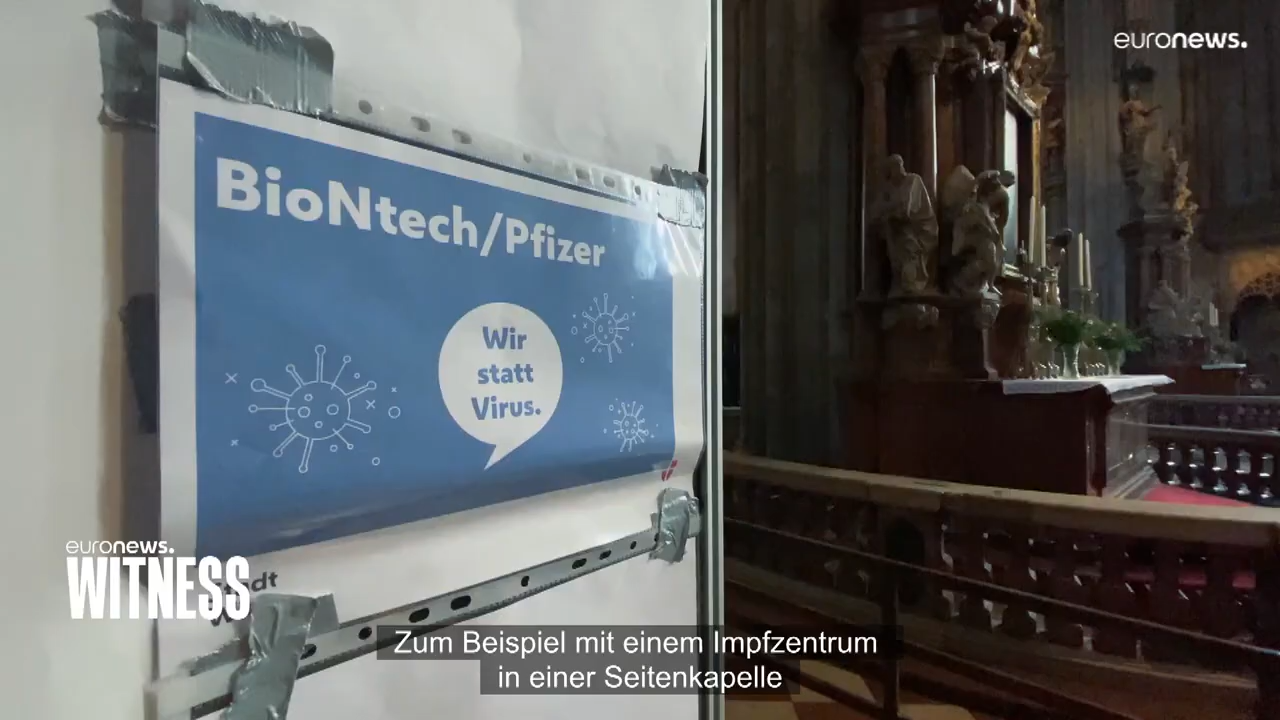 euronews.
BioNtech/Pfizer
Wir
statt
Virus.
euronews.
WITNESS
Zum Beispiel mit einem Impfzentrum
in einer Seitenkapelle